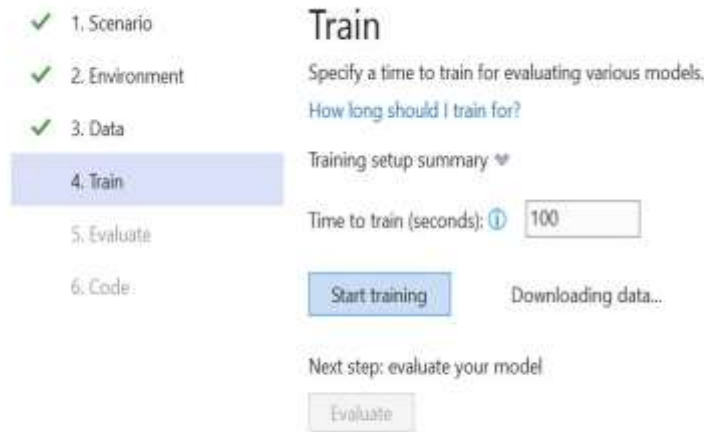 1. Scenario
2. Environment
3. Data
4. Train
5. Evaluate
6. Code
Train
Specify a time to train for evaluating various models.
How long should I train for?
Training setup summary
Time to train (seconds): 100
Start training Downloading data...
Next step: evaluate your model
Evaluate